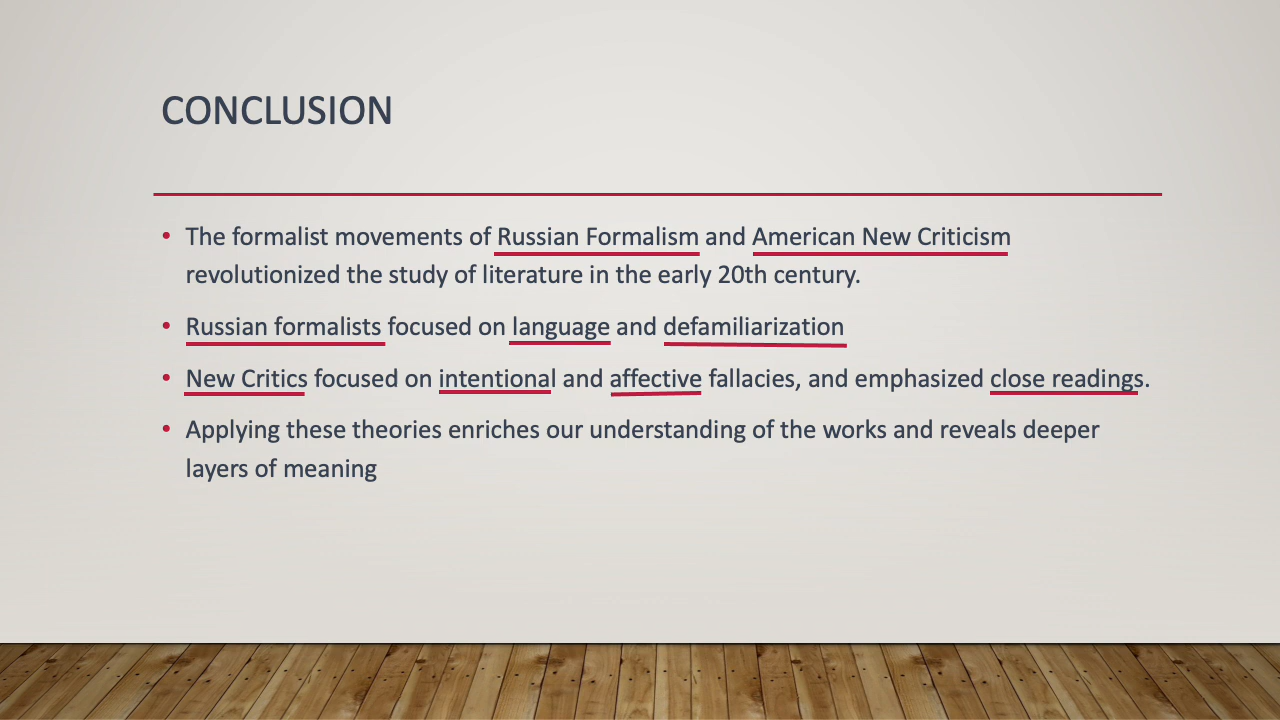 CONCLUSION
• The formalist movements of Russian Formalism and American New Criticism
revolutionized the study of literature in the early 20th century.
• Russian formalists focused on language and defamiliarization
• New Critics focused on intentional and affective fallacies, and emphasized close readings.
• Applying these theories enriches our understanding of the works and reveals deeper
layers of meaning